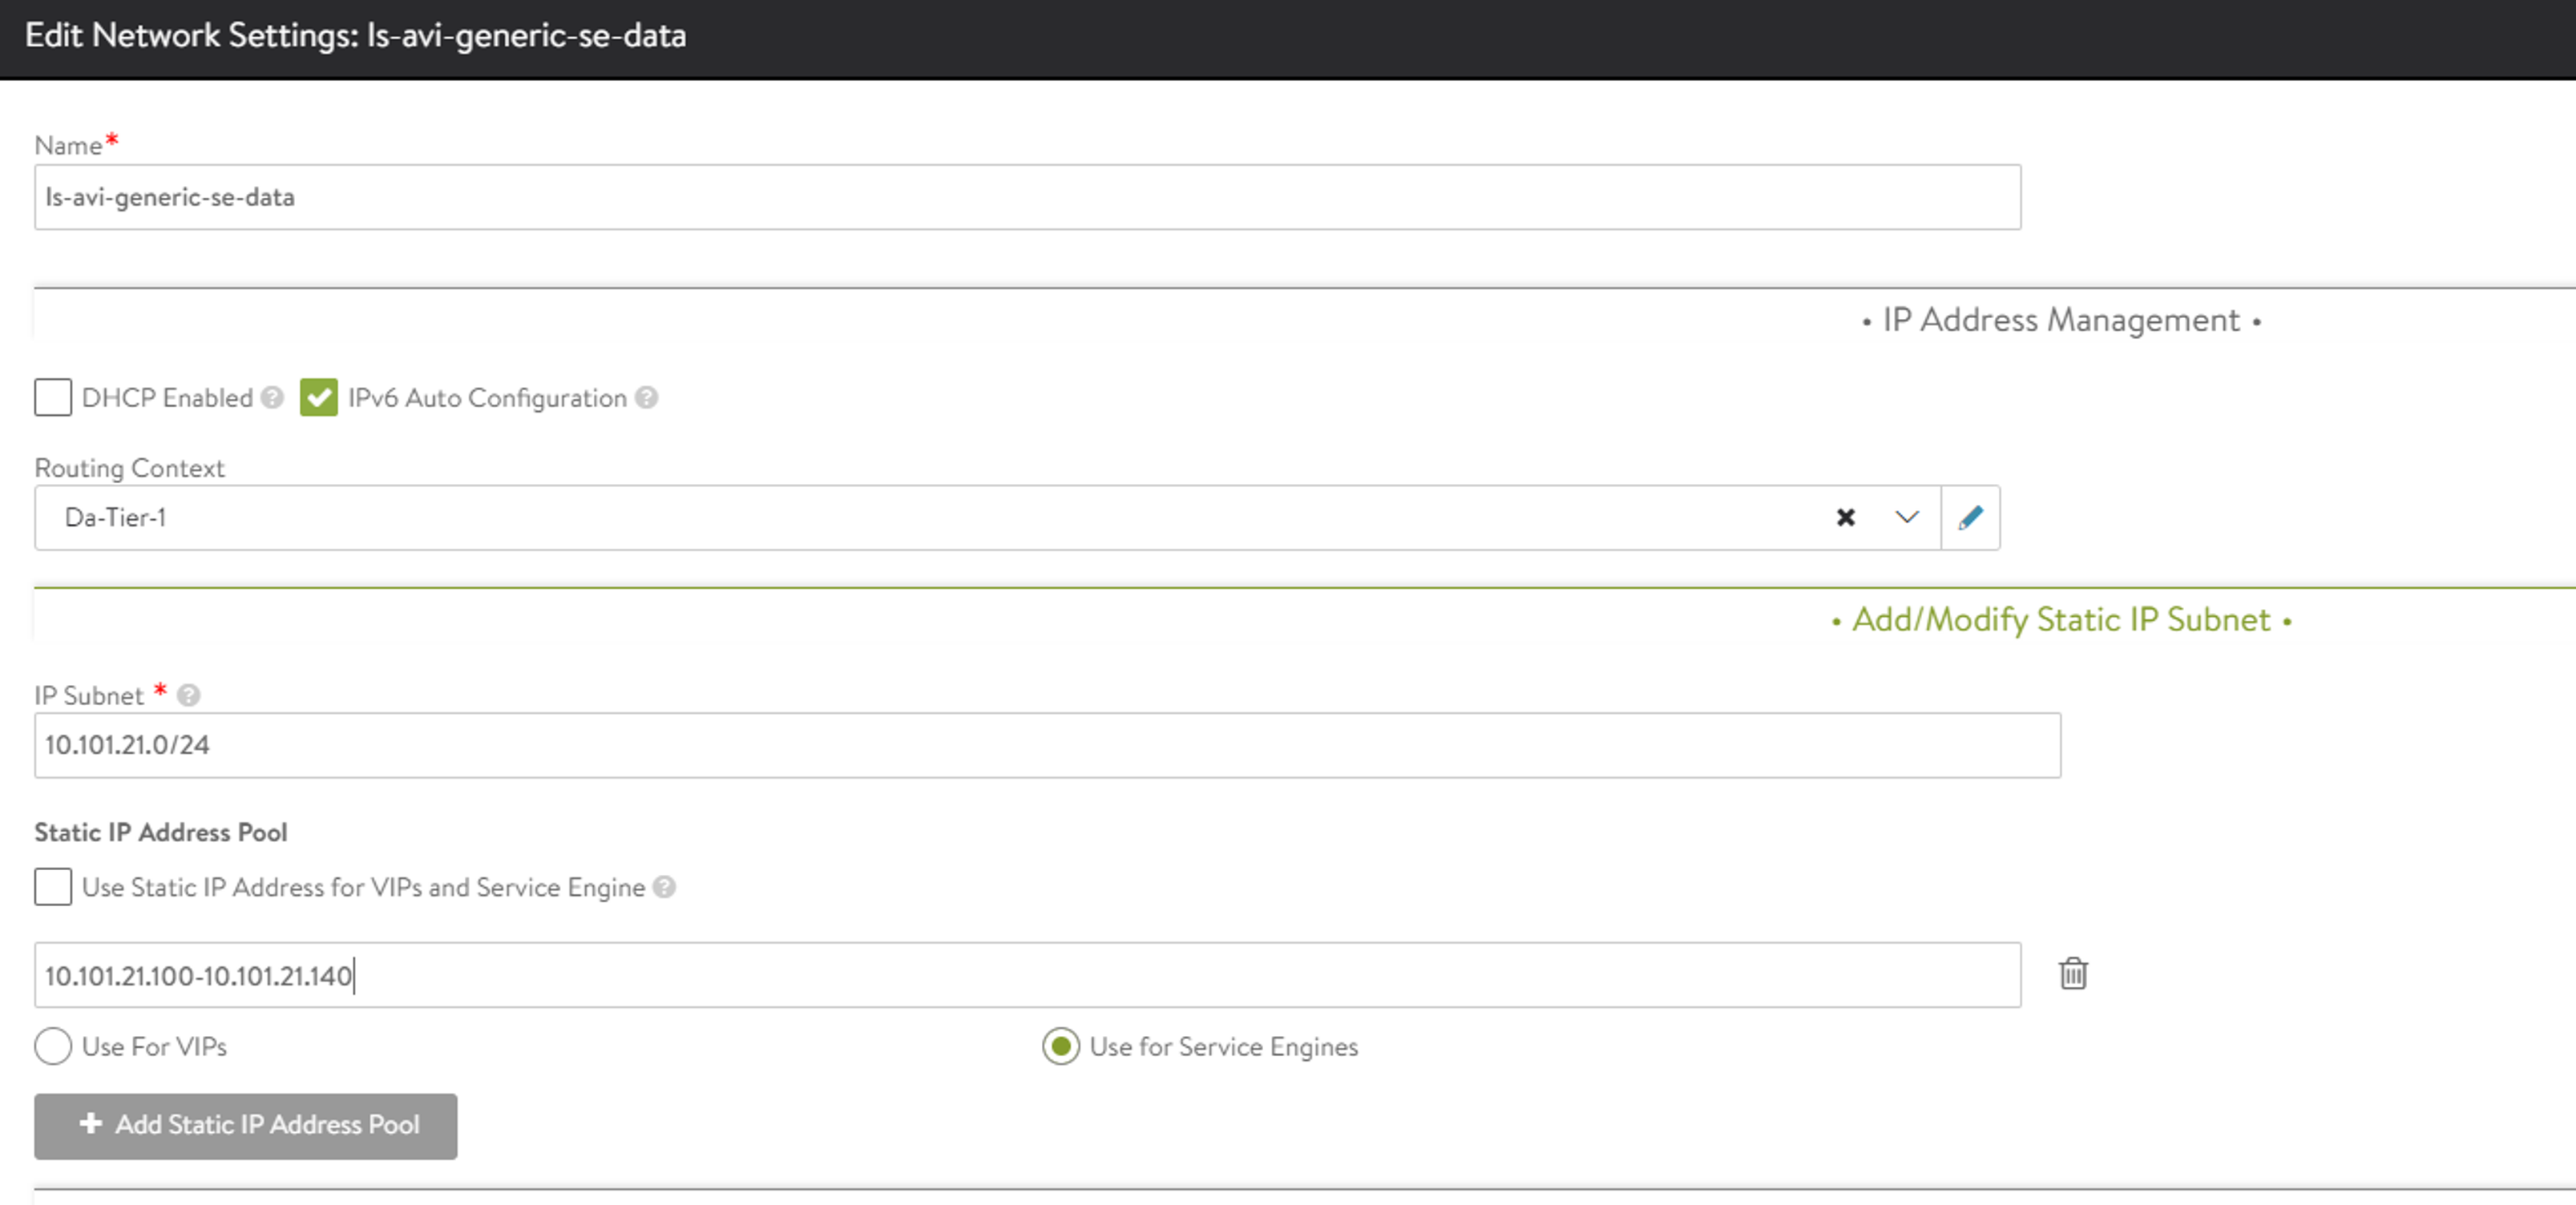 Edit Network Settings: ls-avi-generic-se-data
Name*
ls-avi-generic-se-data
• IP Address Management •
DHCP Enabled ? IPv6 Auto Configuration ?
Routing Context
Da-Tier-1
• Add/Modify Static IP Subnet •
IP Subnet * ?
10.101.21.0/24
Static IP Address Pool
Use Static IP Address for VIPs and Service Engine ?
10.101.21.100-10.101.21.140
Use For VIPs Use for Service Engines
+ Add Static IP Address Pool